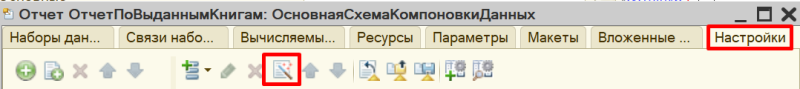 Отчет ОтчетПоВыданнымКнигам: ОсновнаяСхемаКомпоновкиДанных
Наборы дан... Связи набо... Вычисляемы... Ресурсы Параметры Макеты Вложенные ... Настройки